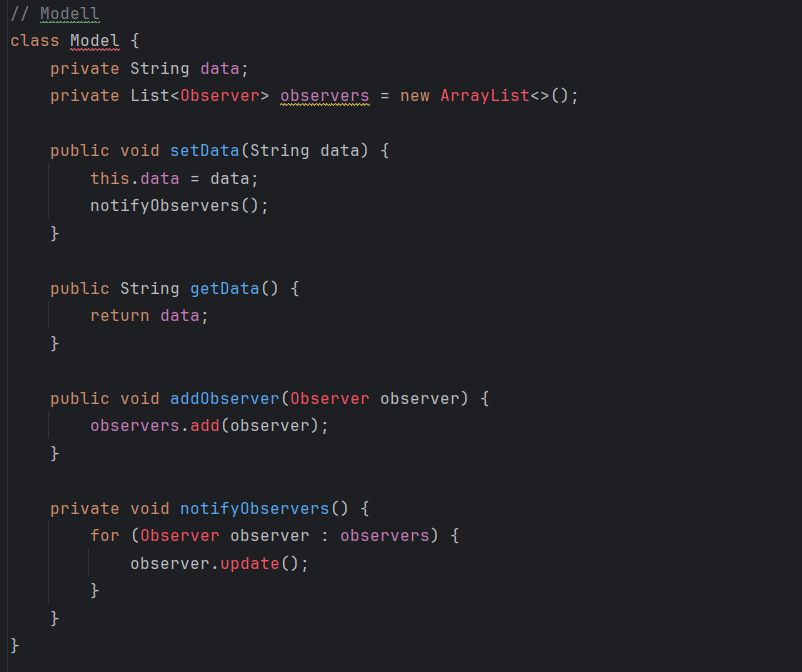 // Modell
class Model {
    private String data;
    private List<Observer> observers = new ArrayList<>();

    public void setData(String data) {
        this.data = data;
        notifyObservers();
    }

    public String getData() {
        return data;
    }

    public void addObserver(Observer observer) {
        observers.add(observer);
    }

    private void notifyObservers() {
        for (Observer observer : observers) {
            observer.update();
        }
    }
}